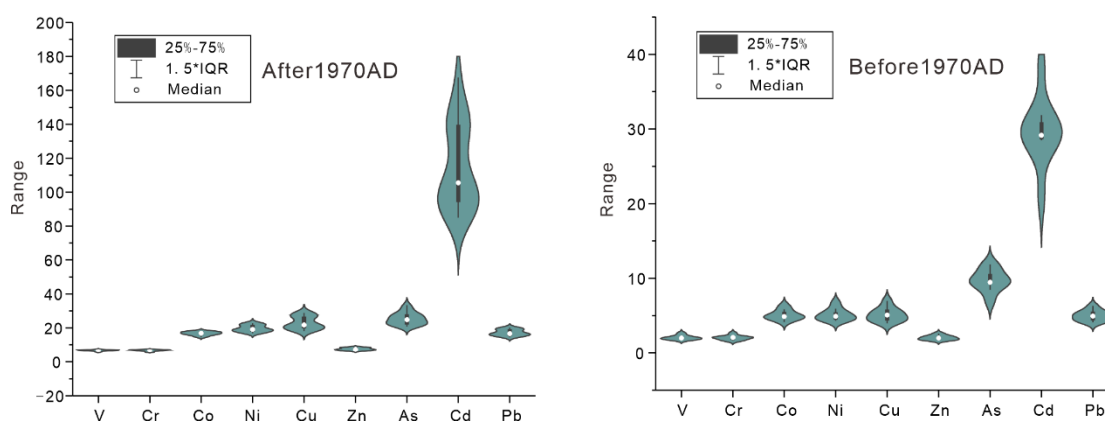 200
180
160
140
120
100
80
60
40
20
0
-20
Range
25%-75%
1. 5*IQR
Median
After1970AD
V Cr Co Ni Cu Zn As Cd Pb
40
30
20
10
0
Range
25%-75%
1. 5*IQR
Median
Before1970AD
V Cr Co Ni Cu Zn As Cd Pb